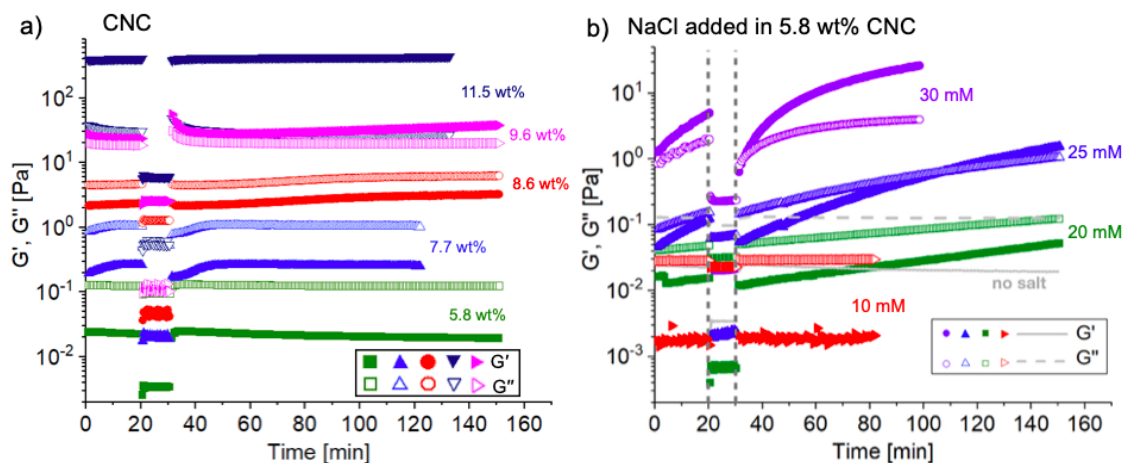 a)
CNC
G', G" [Pa]
10²
10¹
10⁰
10⁻¹
10⁻²
11.5 wt%
9.6 wt%
8.6 wt%
7.7 wt%
5.8 wt%
G'
G"
0 20 40 60 80 100 120 140 160
Time [min]
b)
NaCl added in 5.8 wt% CNC
G', G" [Pa]
10¹
10⁰
10⁻¹
10⁻²
10⁻³
30 mM
25 mM
20 mM
no salt
10 mM
G'
G"
0 20 40 60 80 100 120 140 160
Time [min]